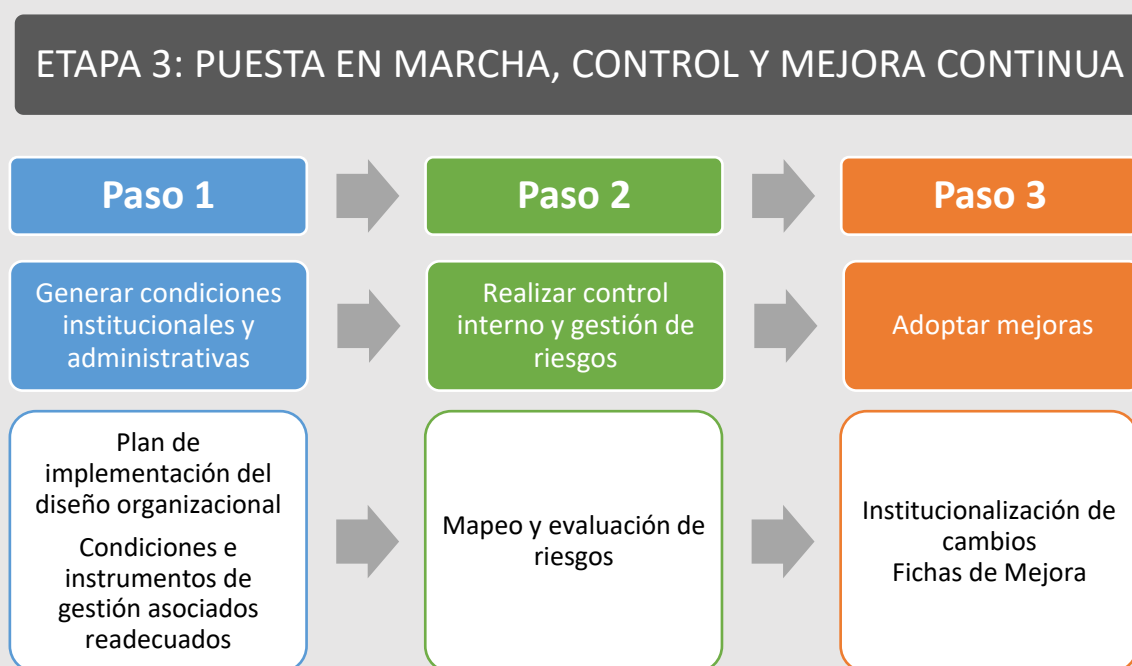 ETAPA 3: PUESTA EN MARCHA, CONTROL Y MEJORA CONTINUA
Paso 1
Paso 2
Paso 3
Generar condiciones
institucionales y
administrativas
Realizar control
interno y gestión de
riesgos
Adoptar mejoras
Plan de
implementación del
diseño organizacional
Condiciones e
instrumentos de
gestión asociados
readecuados
Mapeo y evaluación de
riesgos
Institucionalización de
cambios
Fichas de Mejora